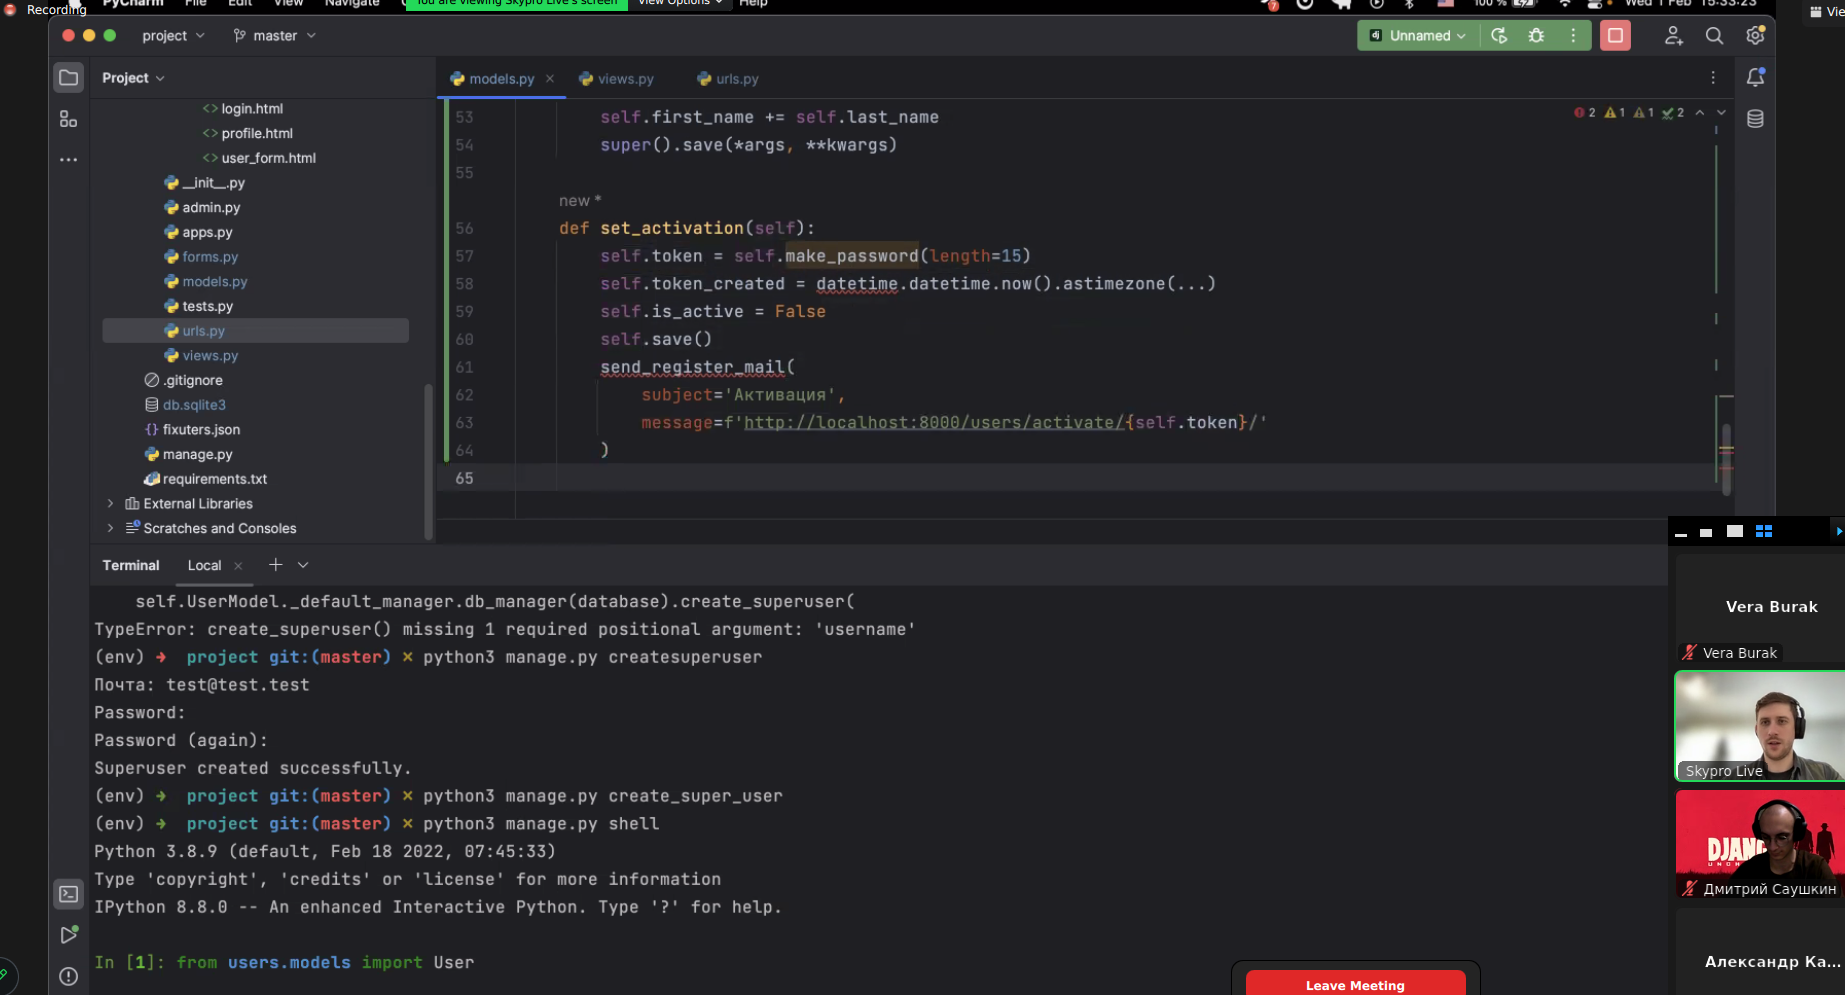 Recording
PyCharm File Edit View Navigate You are viewing Skypro Live's screen View Options Help
7 100 % Wed 1 Feb 15:33:23
project master Unnamed
Project
models.py views.py urls.py
login.html
profile.html
user_form.html
__init__.py
admin.py
apps.py
forms.py
models.py
tests.py
urls.py
views.py
.gitignore
db.sqlite3
fixuters.json
manage.py
requirements.txt
External Libraries
Scratches and Consoles
2 1 1 2
53 self.first_name += self.last_name
54 super().save(*args, **kwargs)
55
new *
56 def set_activation(self):
57 self.token = self.make_password(length=15)
58 self.token_created = datetime.datetime.now().astimezone(...)
59 self.is_active = False
60 self.save()
61 send_register_mail(
62 subject='Активация',
63 message=f'http://localhost:8000/users/activate/{self.token}/'
64 )
65
Terminal Local
self.UserModel._default_manager.db_manager(database).create_superuser(
TypeError: create_superuser() missing 1 required positional argument: 'username'
(env) ➜ project git:(master) ✗ python3 manage.py createsuperuser
Почта: test@test.test
Password:
Password (again):
Superuser created successfully.
(env) ➜ project git:(master) ✗ python3 manage.py create_super_user
(env) ➜ project git:(master) ✗ python3 manage.py shell
Python 3.8.9 (default, Feb 18 2022, 07:45:33)
Type 'copyright', 'credits' or 'license' for more information
IPython 8.8.0 -- An enhanced Interactive Python. Type '?' for help.
In [1]: from users.models import User
Vera Burak
Vera Burak
Skypro Live
DJANG
Дмитрий Саушкин
Александр Ка...
Leave Meeting